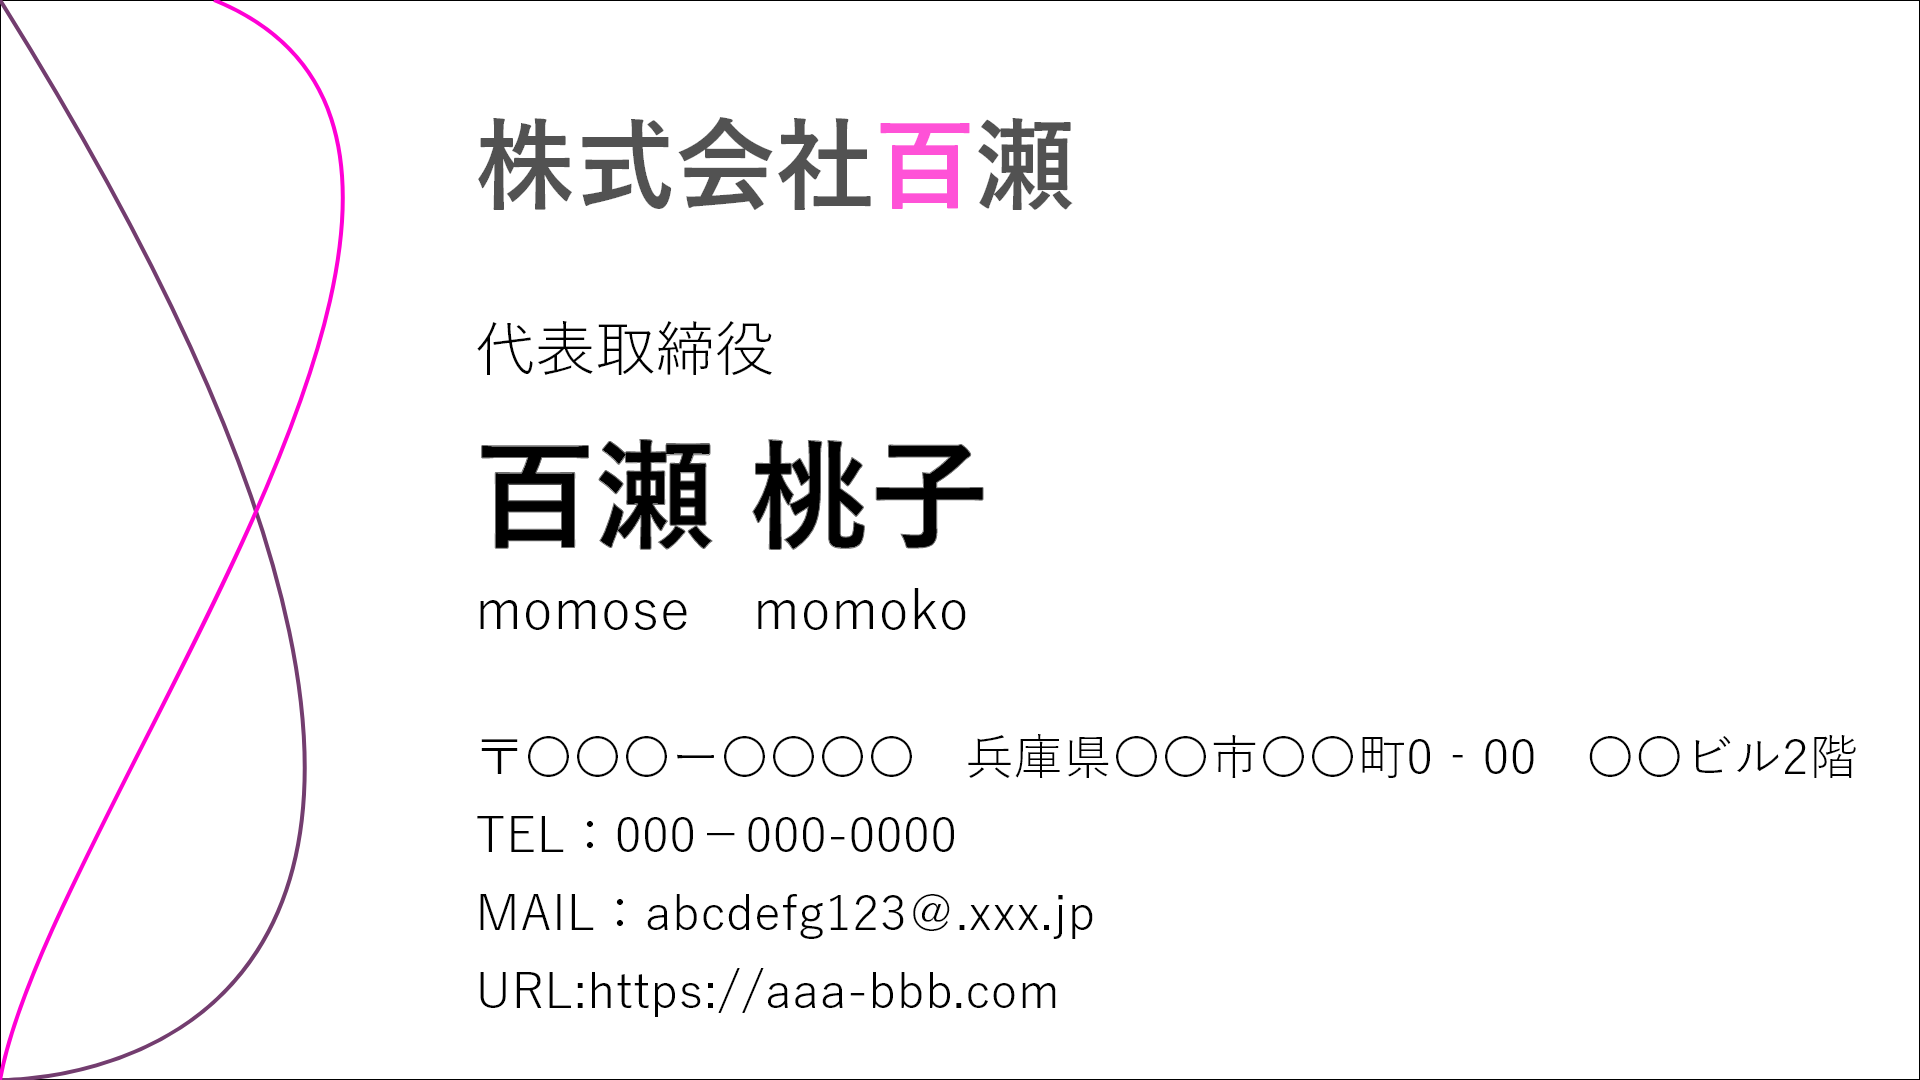 株式会社百瀬
代表取締役
百瀬 桃子
momose　momoko
〒〇〇〇ー〇〇〇〇　兵庫県〇〇市〇〇町0‐00　〇〇ビル2階
TEL：000－000-0000
MAIL：abcdefg123＠.xxx.jp
URL:https://aaa-bbb.com